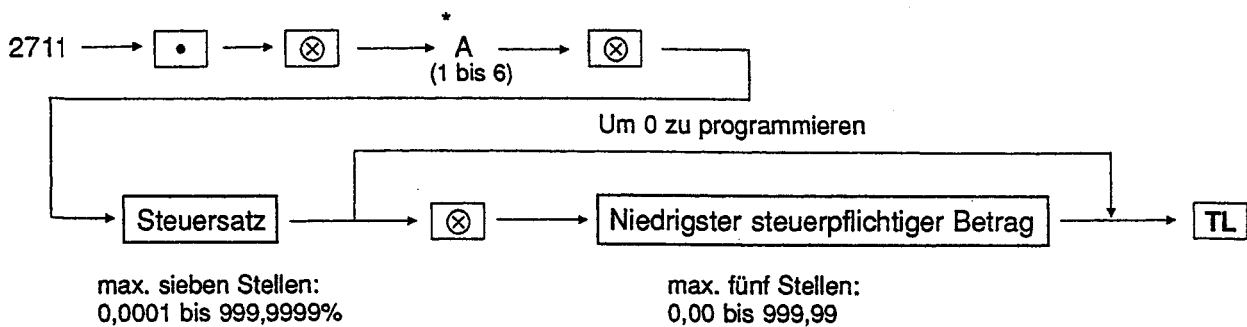 *
2711 • ⊗ A ⊗
(1 bis 6)
Um 0 zu programmieren
Steuersatz ⊗ Niedrigster steuerpflichtiger Betrag TL
max. sieben Stellen: max. fünf Stellen:
0,0001 bis 999,9999% 0,00 bis 999,99